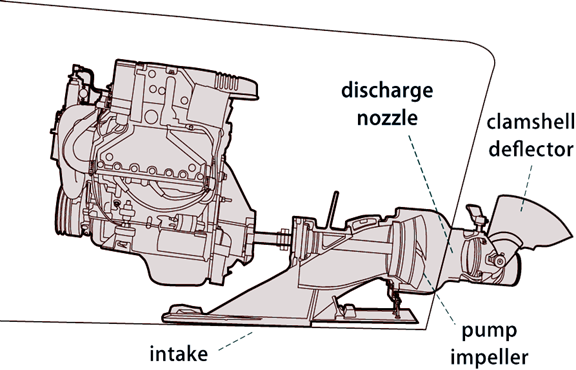 discharge
nozzle
clamshell
deflector
intake
pump
impeller